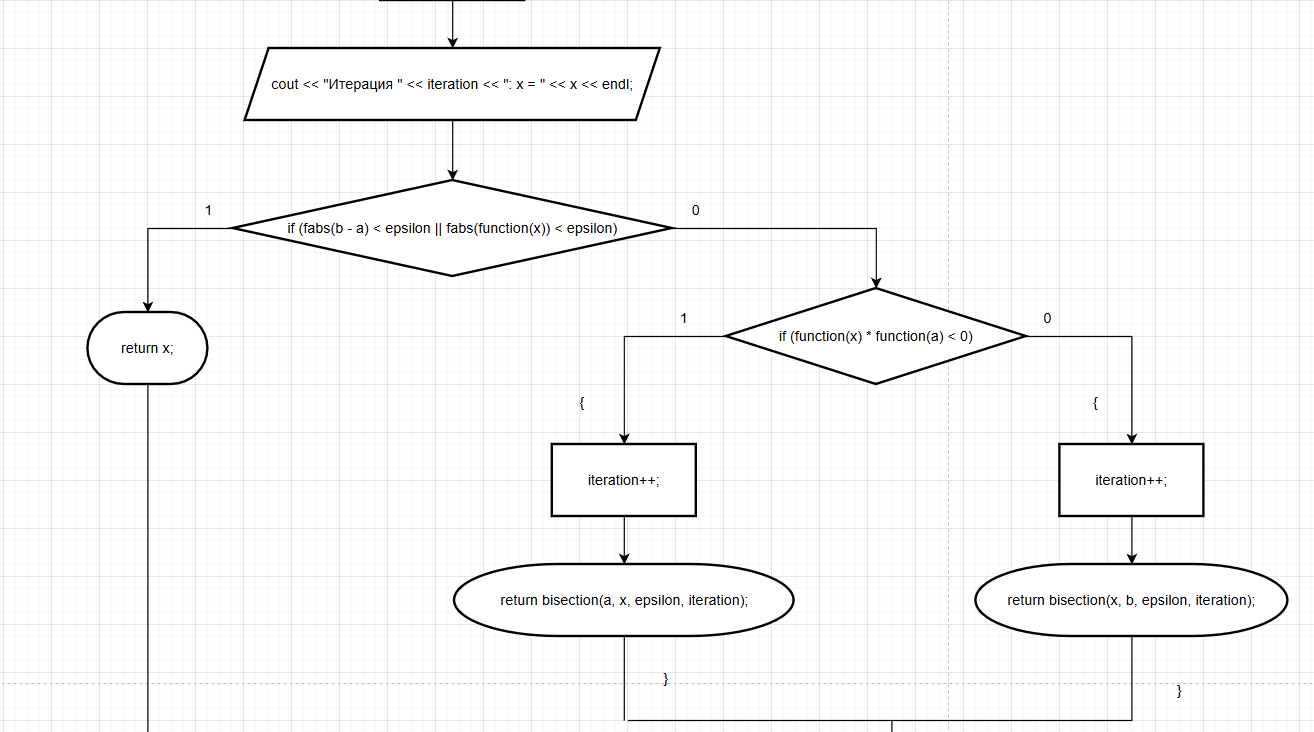 cout << "Итерация " << iteration << ": x = " << x << endl;
1
0
if (fabs(b - a) < epsilon || fabs(function(x)) < epsilon)
1
0
return x;
if (function(x) * function(a) < 0)
{
{
iteration++;
iteration++;
return bisection(a, x, epsilon, iteration);
return bisection(x, b, epsilon, iteration);
}
}